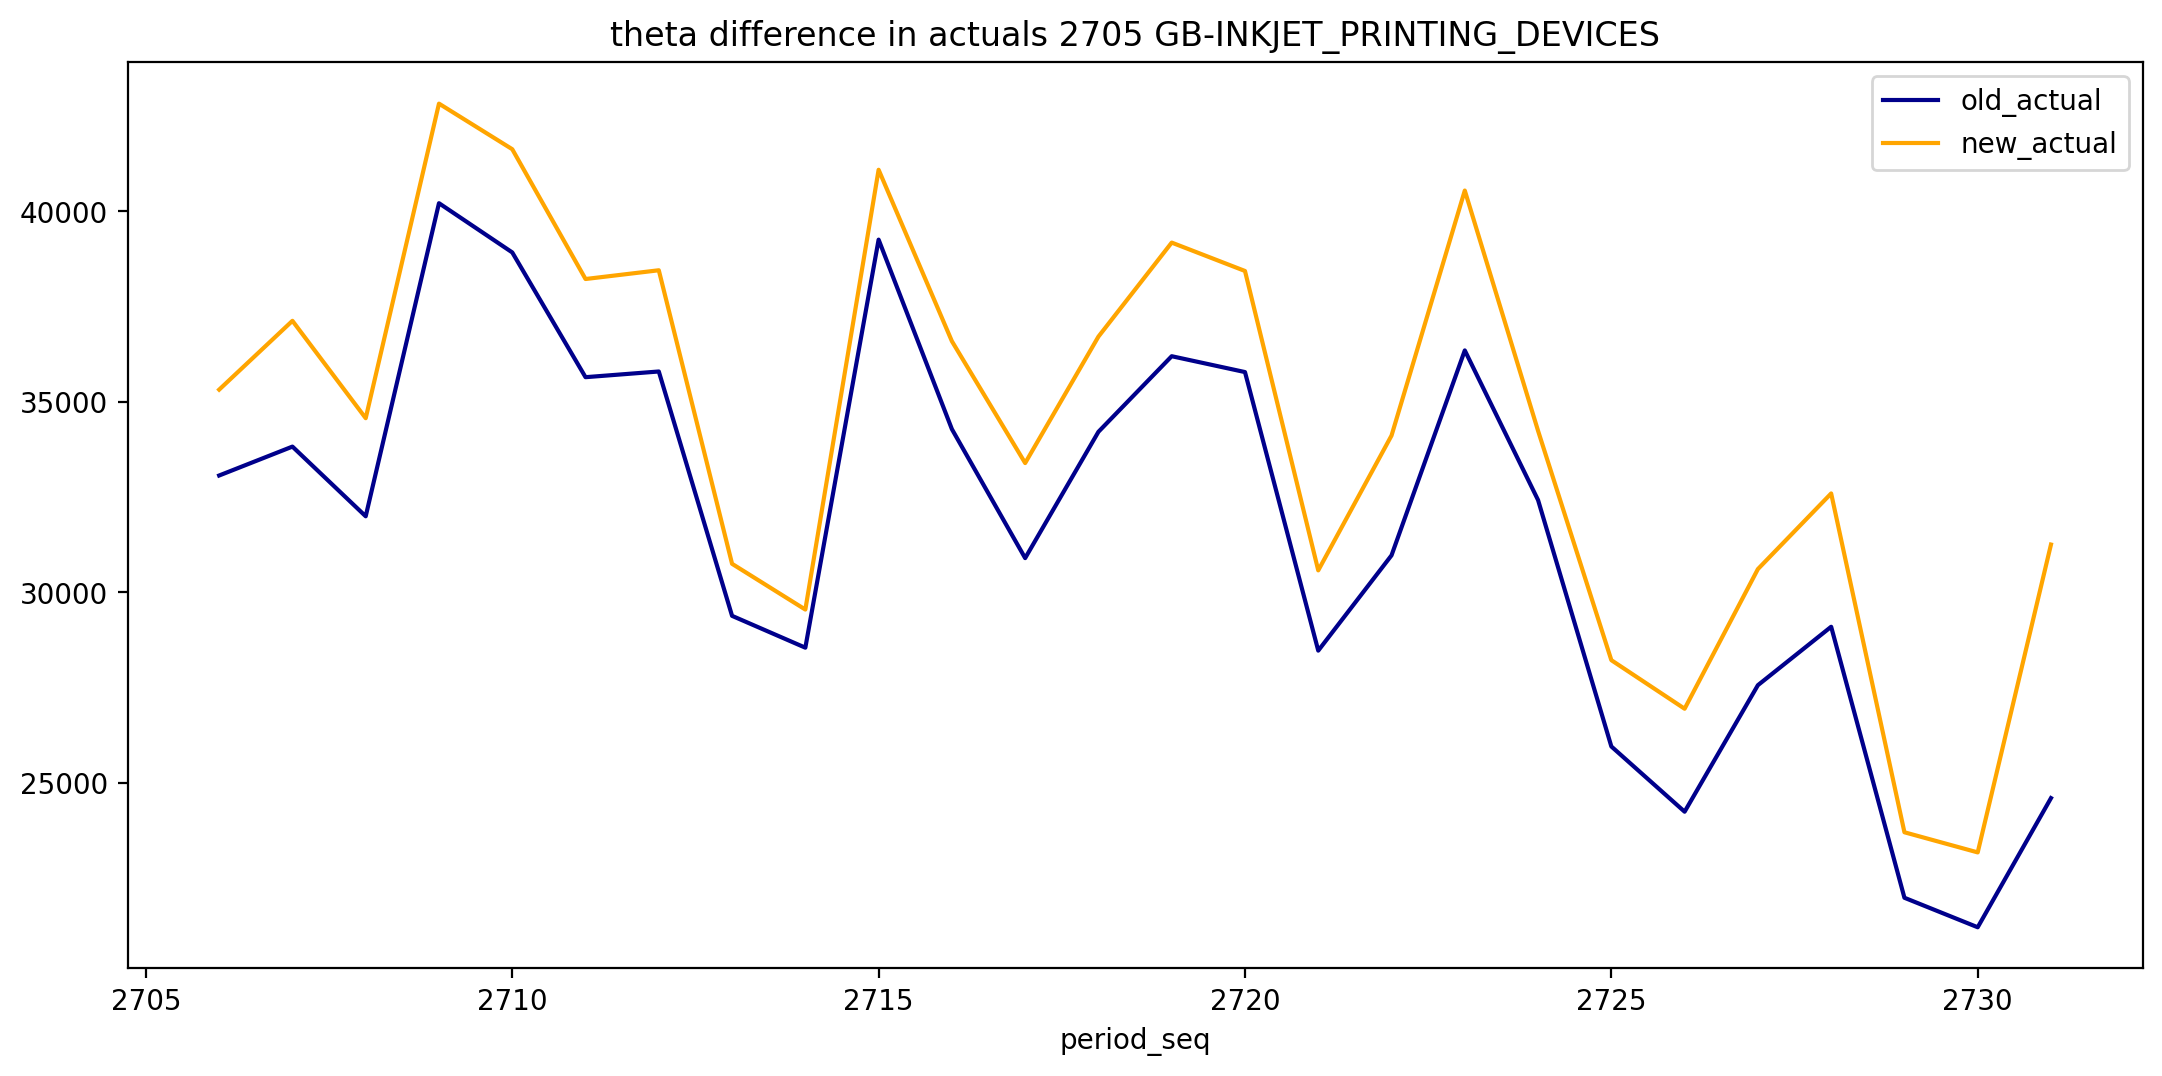 theta difference in actuals 2705 GB-INKJET_PRINTING_DEVICES
old_actual
new_actual
40000
35000
30000
25000
2705 2710 2715 2720 2725 2730
period_seq